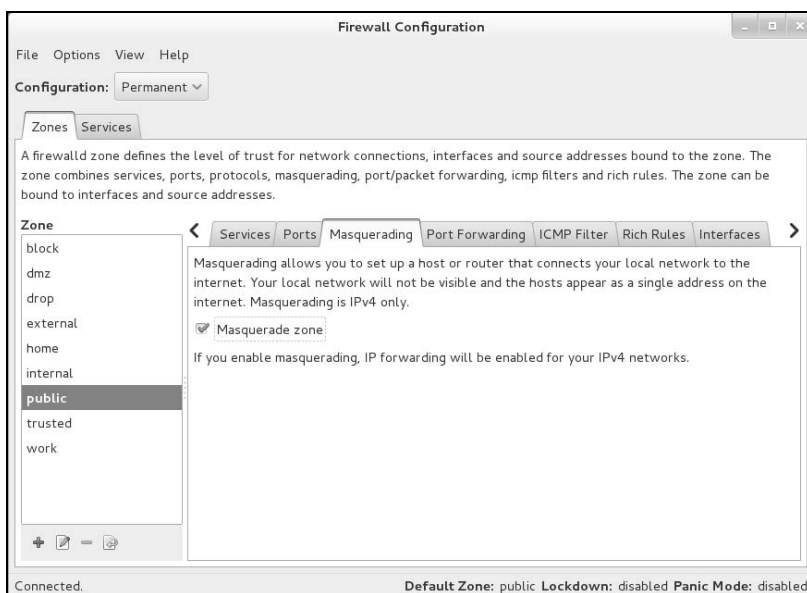 Firewall Configuration
File Options View Help
Configuration: Permanent
Zones Services
A firewalld zone defines the level of trust for network connections, interfaces and source addresses bound to the zone. The
zone combines services, ports, protocols, masquerading, port/packet forwarding, icmp filters and rich rules. The zone can be
bound to interfaces and source addresses.
Zone
block
dmz
drop
external
home
internal
public
trusted
work
Services Ports Masquerading Port Forwarding ICMP Filter Rich Rules Interfaces
Masquerading allows you to set up a host or router that connects your local network to the
internet. Your local network will not be visible and the hosts appear as a single address on the
internet. Masquerading is IPv4 only.
Masquerade zone
If you enable masquerading, IP forwarding will be enabled for your IPv4 networks.
Connected.
Default Zone: public Lockdown: disabled Panic Mode: disabled